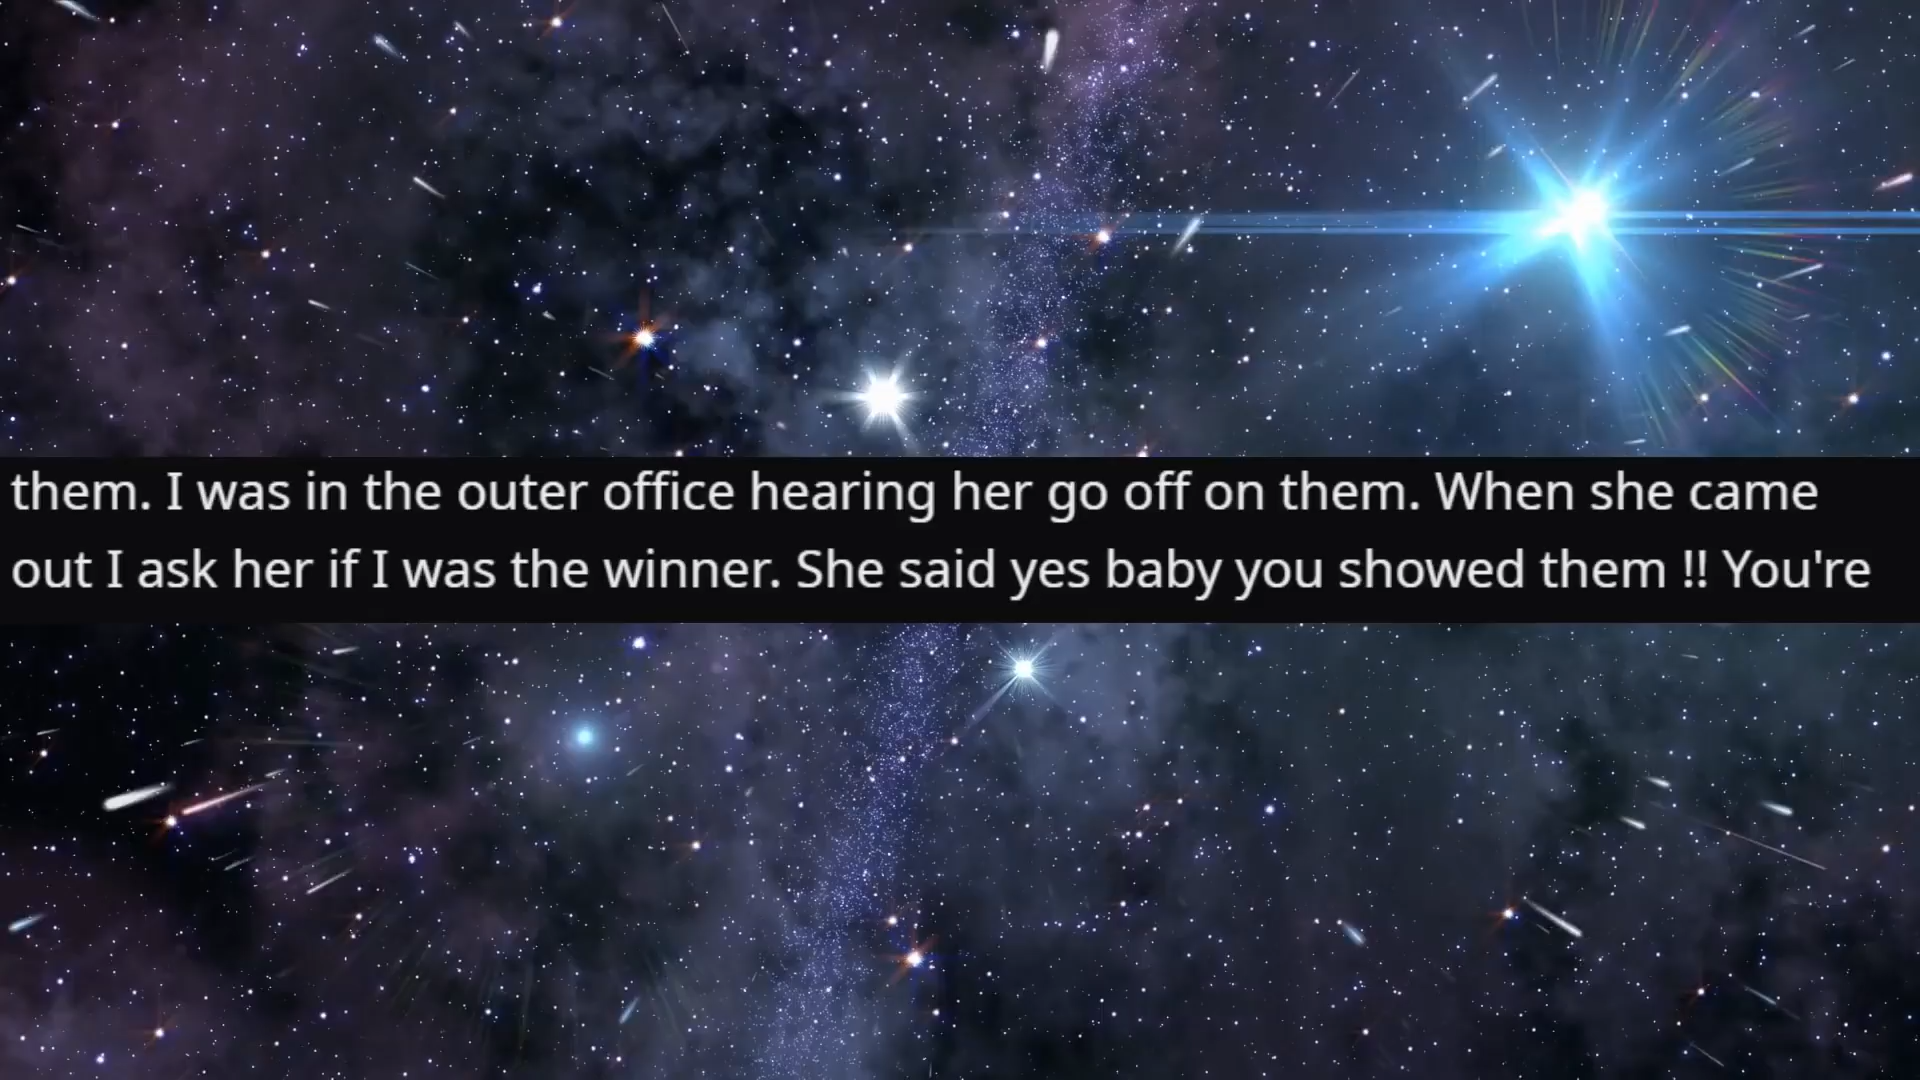 them. I was in the outer office hearing her go off on them. When she came
out I ask her if I was the winner. She said yes baby you showed them !! You're